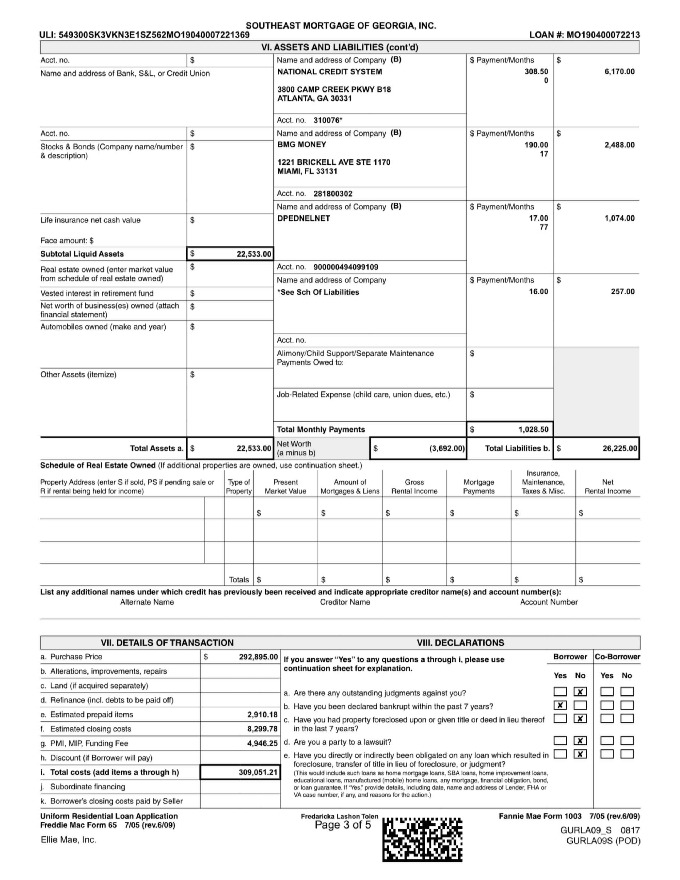 SOUTHEAST MORTGAGE OF GEORGIA, INC.
ULI: 549300SK3VKN3E1SZ562MO19040007221369 LOAN #: MO190400072213
VI. ASSETS AND LIABILITIES (cont'd)
Acct. no. $ Name and address of Company (B) $ Payment/Months $
Name and address of Bank, S&L, or Credit Union NATIONAL CREDIT SYSTEM 308.50 6,170.00
0
3800 CAMP CREEK PKWY B18
ATLANTA, GA 30331
Acct. no. 310076*
Acct. no. $ Name and address of Company (B) $ Payment/Months $
Stocks & Bonds (Company name/number $ BMG MONEY 190.00 2,488.00
& description) 17
1221 BRICKELL AVE STE 1170
MIAMI, FL 33131
Acct. no. 281800302
Name and address of Company (B) $ Payment/Months $
Life insurance net cash value $ DPEDNELNET 17.00 1,074.00
77
Face amount: $
Subtotal Liquid Assets $ 22,533.00
Real estate owned (enter market value $ Acct. no. 900000494099109
from schedule of real estate owned) Name and address of Company $ Payment/Months $
Vested interest in retirement fund $ *See Sch Of Liabilities 16.00 257.00
Net worth of business(es) owned (attach $
financial statement)
Automobiles owned (make and year) $
Acct. no.
Alimony/Child Support/Separate Maintenance $
Payments Owed to:
Other Assets (itemize) $
Job-Related Expense (child care, union dues, etc.) $
Total Monthly Payments $ 1,028.50
Total Assets a. $ 22,533.00 Net Worth $ (3,692.00) Total Liabilities b. $ 26,225.00
(a minus b)
Schedule of Real Estate Owned (If additional properties are owned, use continuation sheet.)
Insurance,
Property Address (enter S if sold, PS if pending sale or Type of Present Amount of Gross Mortgage Maintenance, Net
R if rental being held for income) Property Market Value Mortgages & Liens Rental Income Payments Taxes & Misc. Rental Income
$ $ $ $ $ $
Totals $ $ $ $ $ $
List any additional names under which credit has previously been received and indicate appropriate creditor name(s) and account number(s):
Alternate Name Creditor Name Account Number
VII. DETAILS OF TRANSACTION VIII. DECLARATIONS
a. Purchase Price $ 292,895.00 If you answer "Yes" to any questions a through i, please use Borrower Co-Borrower
b. Alterations, improvements, repairs continuation sheet for explanation. Yes No Yes No
c. Land (if acquired separately)
d. Refinance (incl. debts to be paid off) a. Are there any outstanding judgments against you? X
e. Estimated prepaid items 2,910.18 b. Have you been declared bankrupt within the past 7 years? X
f. Estimated closing costs 8,299.78 c. Have you had property foreclosed upon or given title or deed in lieu thereof X
in the last 7 years?
g. PMI, MIP, Funding Fee 4,946.25 d. Are you a party to a lawsuit? X
h. Discount (if Borrower will pay) e. Have you directly or indirectly been obligated on any loan which resulted in X
foreclosure, transfer of title in lieu of foreclosure, or judgment?
i. Total costs (add items a through h) 309,051.21 (This would include such loans as home mortgage loans, SBA loans, home improvement loans,
j. Subordinate financing educational loans, manufactured (mobile) home loans, any mortgage, financial obligation, bond,
or loan guarantee. If "Yes," provide details, including date, name and address of Lender, FHA or
k. Borrower's closing costs paid by Seller VA case number, if any, and reasons for the action.)
Uniform Residential Loan Application Fredaricka Lashon Tolen Fannie Mae Form 1003 7/05 (rev.6/09)
Freddie Mac Form 65 7/05 (rev.6/09) Page 3 of 5
GURLA09_S 0817
Ellie Mae, Inc. GURLA09S (POD)